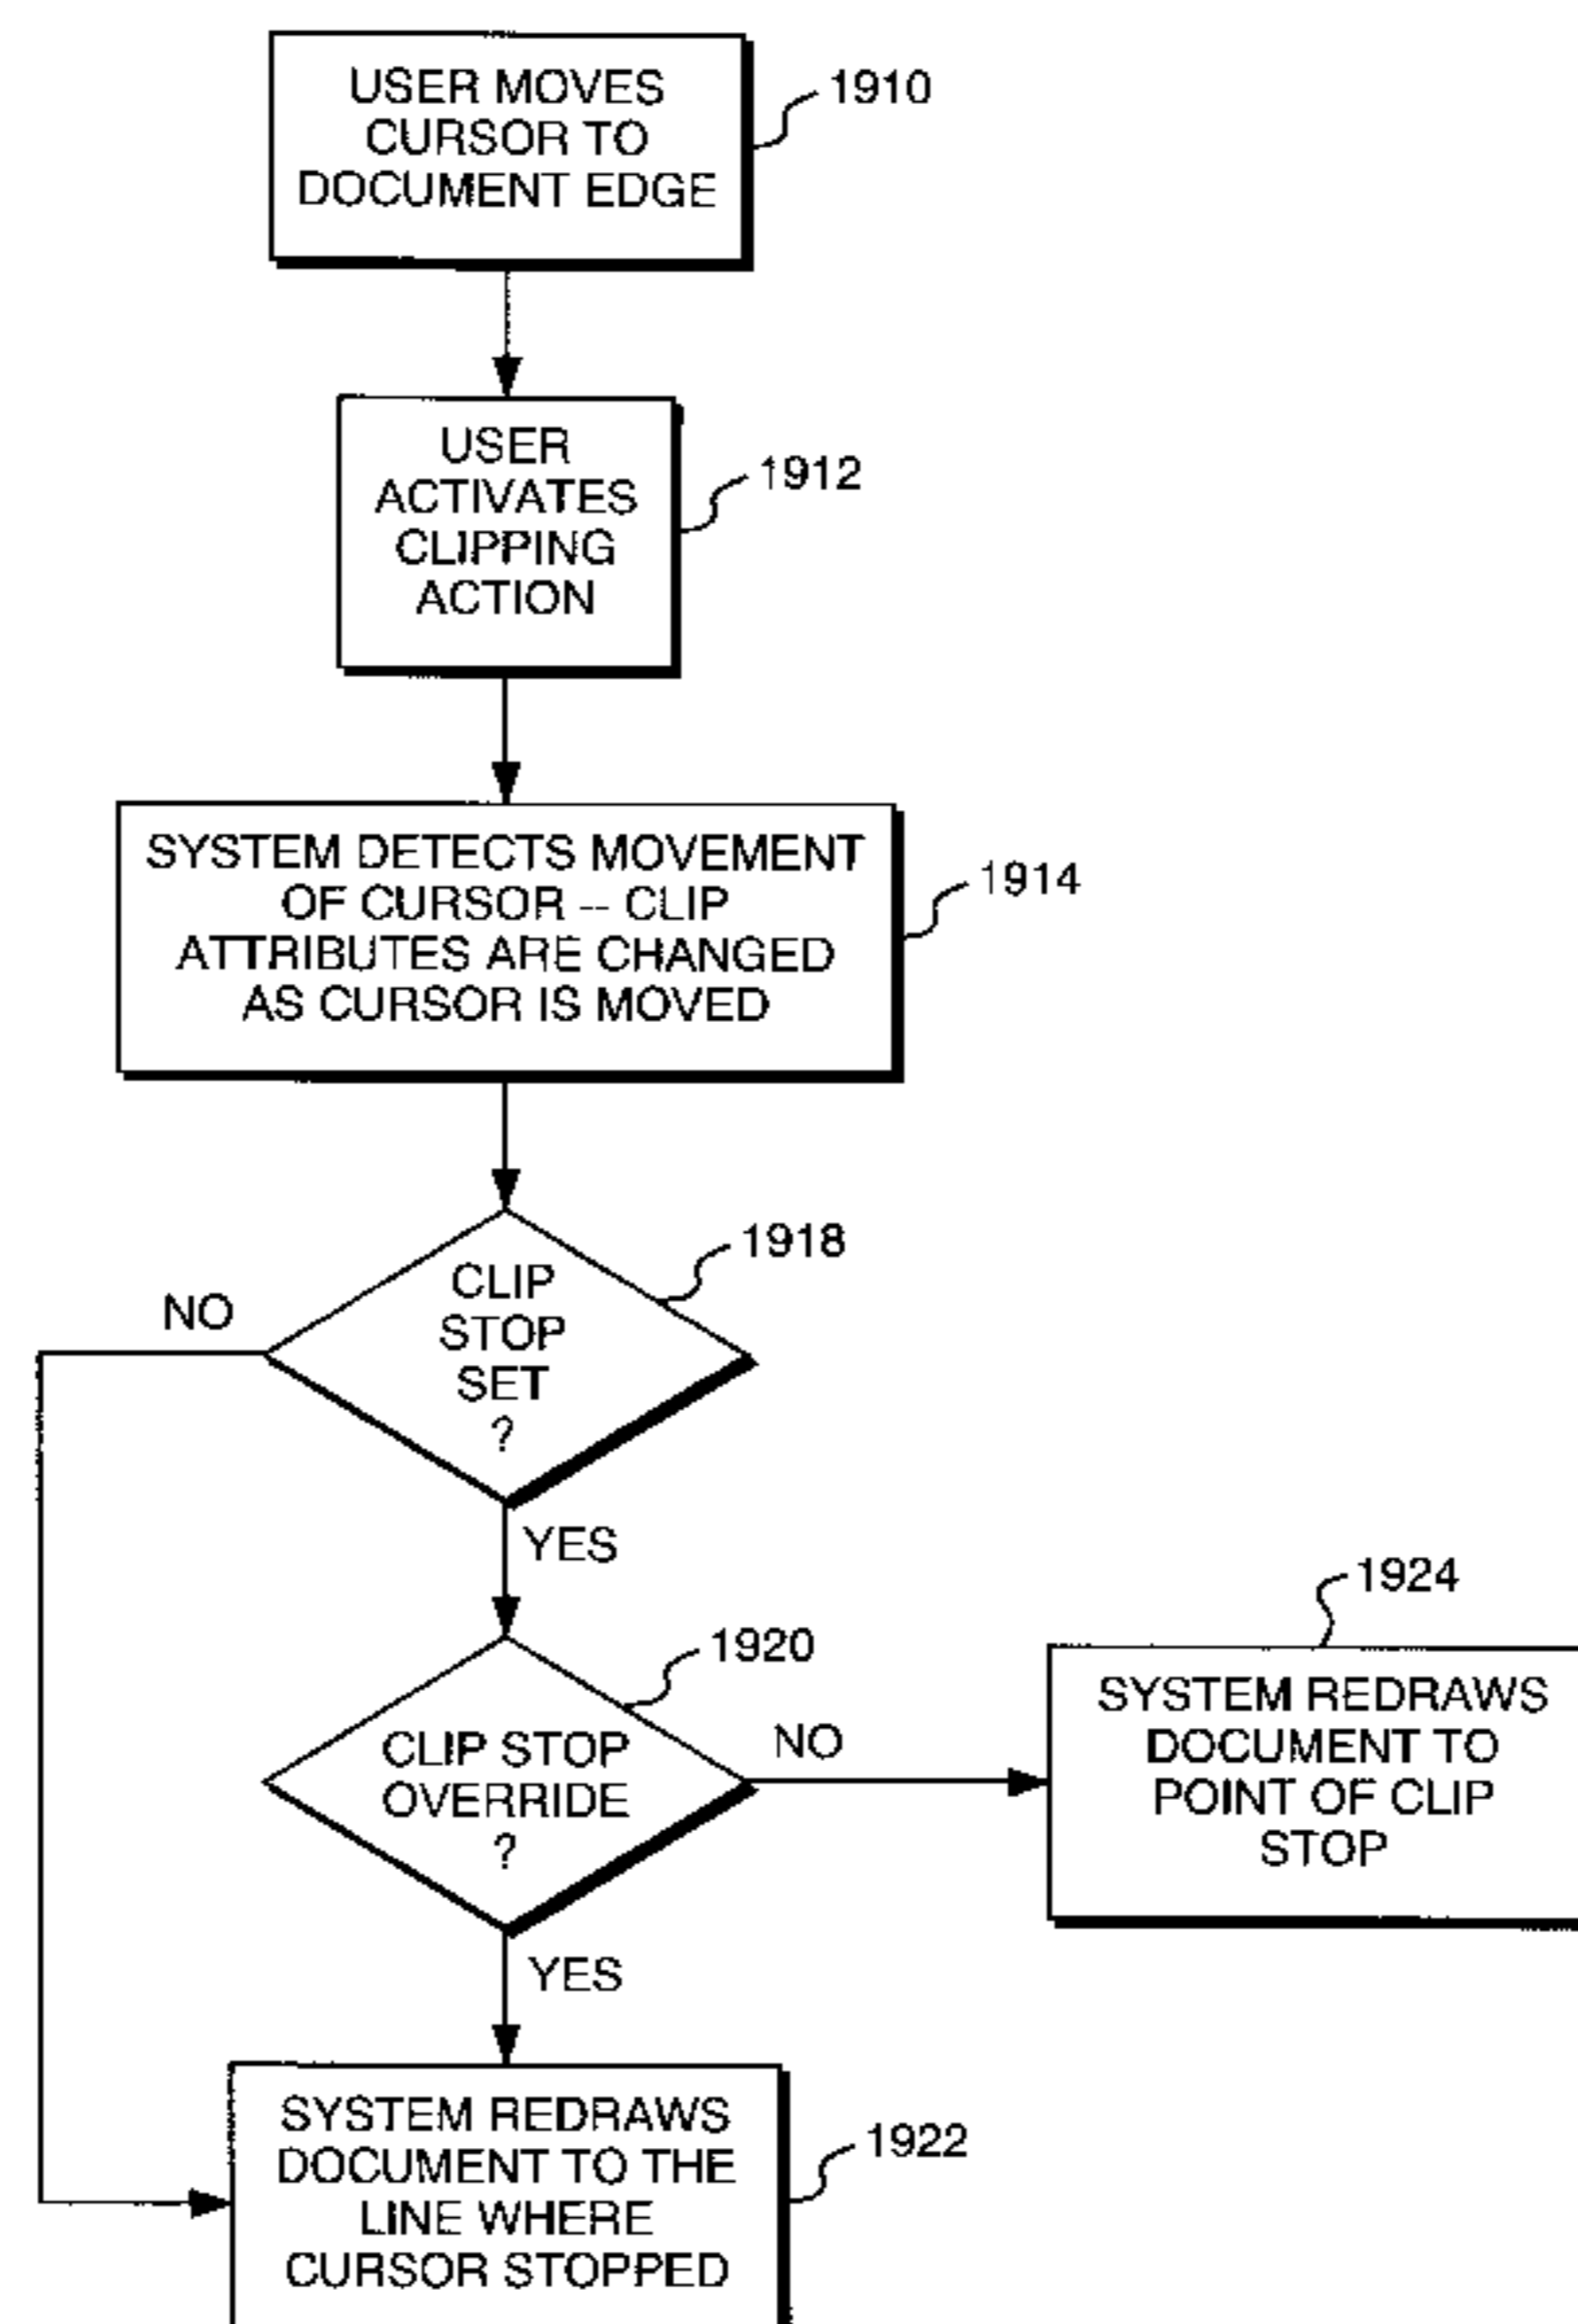 USER MOVES
CURSOR TO
DOCUMENT EDGE
1910
USER
ACTIVATES
CLIPPING
ACTION
1912
SYSTEM DETECTS MOVEMENT
OF CURSOR -- CLIP
ATTRIBUTES ARE CHANGED
AS CURSOR IS MOVED
1914
CLIP
STOP
SET
?
1918
NO
YES
CLIP STOP
OVERRIDE
?
1920
NO
YES
SYSTEM REDRAWS
DOCUMENT TO
POINT OF CLIP
STOP
1924
SYSTEM REDRAWS
DOCUMENT TO THE
LINE WHERE
CURSOR STOPPED
1922